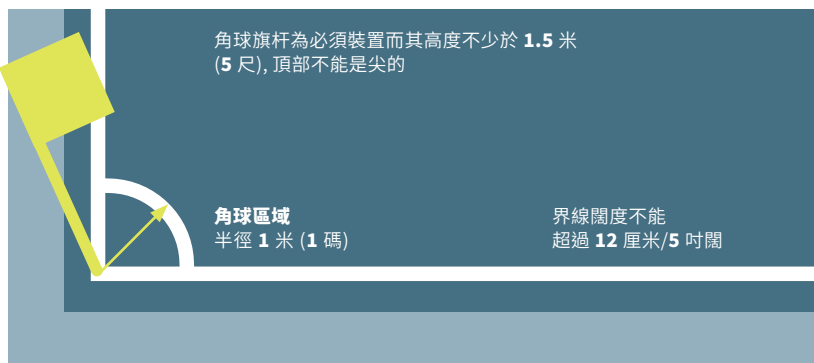 角球旗杆為必須裝置而其高度不少於 1.5 米
(5 尺), 頂部不能是尖的
角球區域
半徑 1 米 (1 碼)
界線闊度不能
超過 12 厘米/5 吋闊